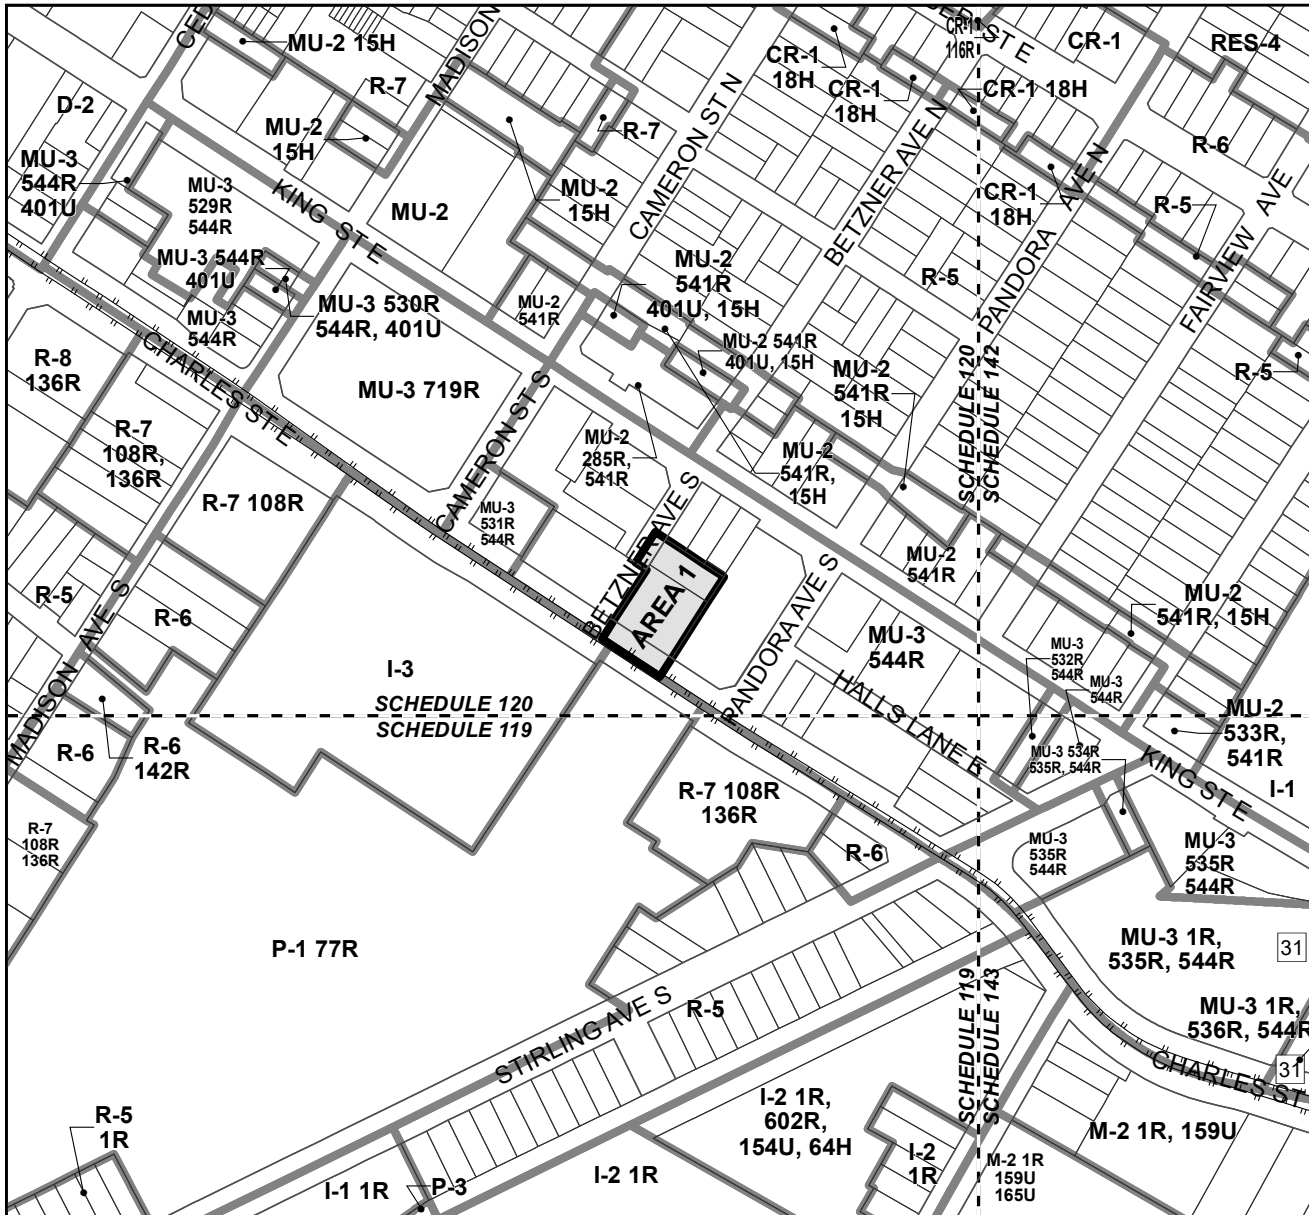 CED
MU-2 15H
MADISON
R-7
D-2
MU-2
15H
R-7
CR-1
18H
CR-1
18H
CR-1
116R
ST E
CR-1
RES-4
CR-1 18H
R-6
MU-3
544R
401U
MU-3
529R
544R
KING ST E
MU-2
MU-2
15H
CAMERON ST N
BETZNER AVE N
CR-1
18H
PANDORA AVE N
R-5
FAIRVIEW AVE
MU-3 544R
401U
MU-3
544R
MU-3 530R
544R, 401U
MU-2
541R
MU-2
541R
401U, 15H
MU-2 541R
401U, 15H
R-5
R-5
R-8
136R
CHARLES ST E
MU-3 719R
MU-2
541R
15H
SCHEDULE 120
SCHEDULE 142
R-7
108R,
136R
R-7 108R
CAMERON ST S
MU-2
285R,
541R
MU-2
541R,
15H
MU-3
531R
544R
BETZNER AVE S
AREA 1
PANDORA AVE S
MU-2
541R
MU-2
541R, 15H
R-5
MADISON AVE S
R-6
I-3
SCHEDULE 120
SCHEDULE 119
MU-3
544R
HALLS LANE E
MU-3
532R
544R
MU-3
544R
MU-2
533R,
541R
R-6
R-6
142R
R-7 108R
136R
MU-3 534R
535R, 544R
KING ST E
I-1
R-7
108R
136R
R-6
MU-3
535R
544R
MU-3
535R
544R
P-1 77R
MU-3 1R,
535R, 544R
31
STIRLING AVE S
R-5
SCHEDULE 119
SCHEDULE 143
MU-3 1R,
536R, 544R
31
CHARLES ST
R-5
1R
I-2 1R,
602R,
154U, 64H
M-2 1R, 159U
I-1 1R
P-3
I-2 1R
I-2
1R
M-2 1R
159U
165U